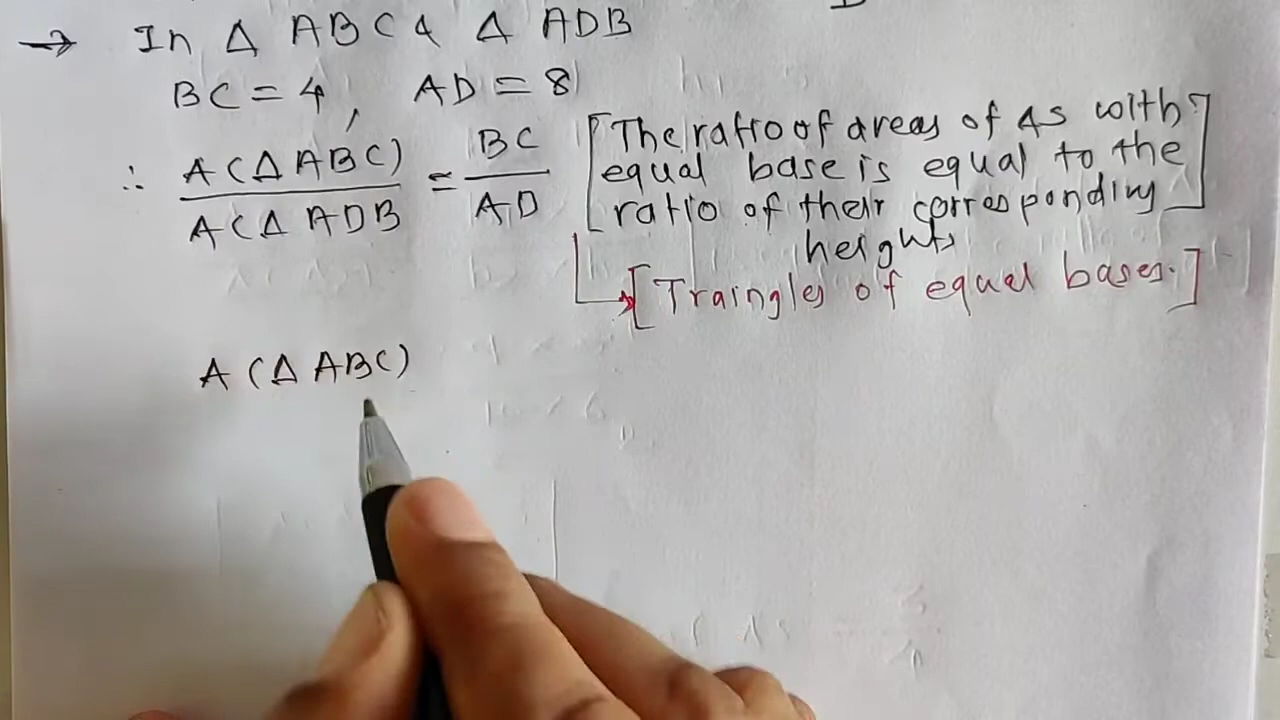 → In Δ ABC & Δ ADB
BC = 4, AD = 8
∴ A(Δ ABC) / A(Δ ADB = BC / AD [The ratio of areas of Δs with
equal base is equal to the
ratio of their corresponding]
heights
[Traingles of equal bases.]
A (Δ ABC)